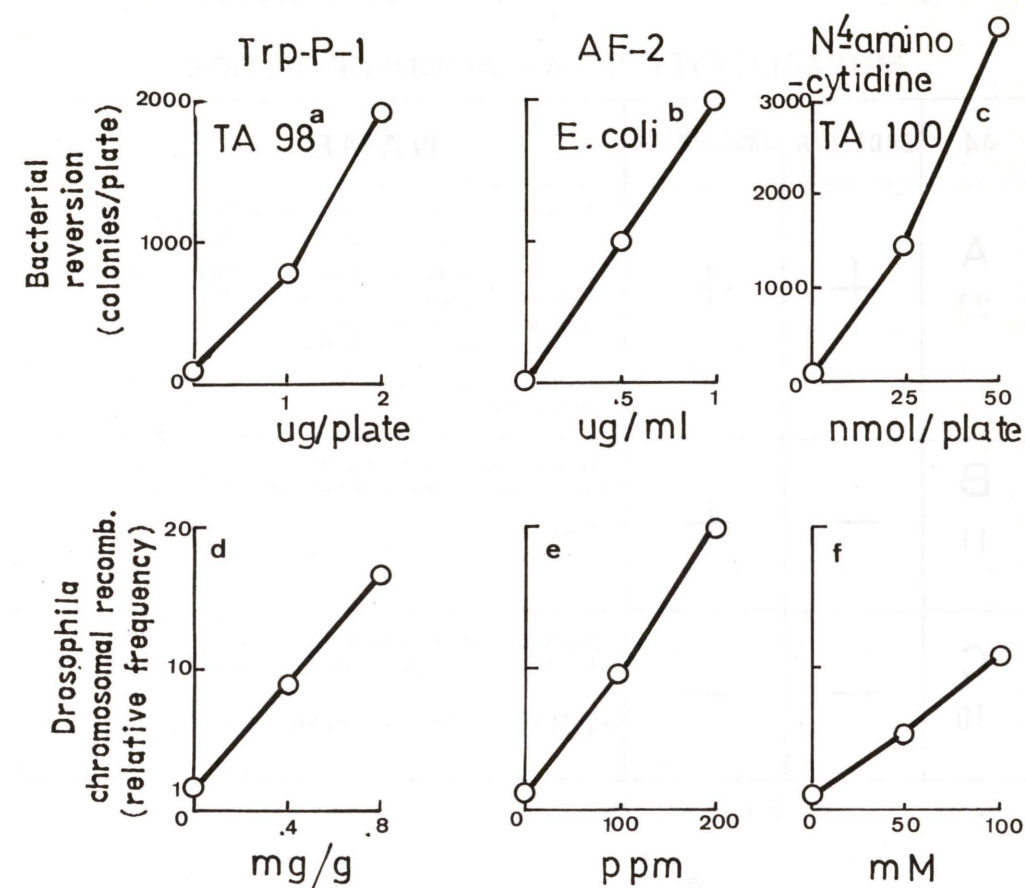 Trp-P-1
AF-2
N4-amino
-cytidine
Bacterial
reversion
(colonies/plate)
2000
1000
0
TA 98 a
1
2
ug/plate
E. coli b
.5
1
ug/ml
3000
2000
1000
0
TA 100 c
25
50
nmol/plate
Drosophila
chromosomal recomb.
(relative frequency)
20
10
1
0
d
.4
.8
mg/g
e
0
100
200
ppm
f
0
50
100
mM